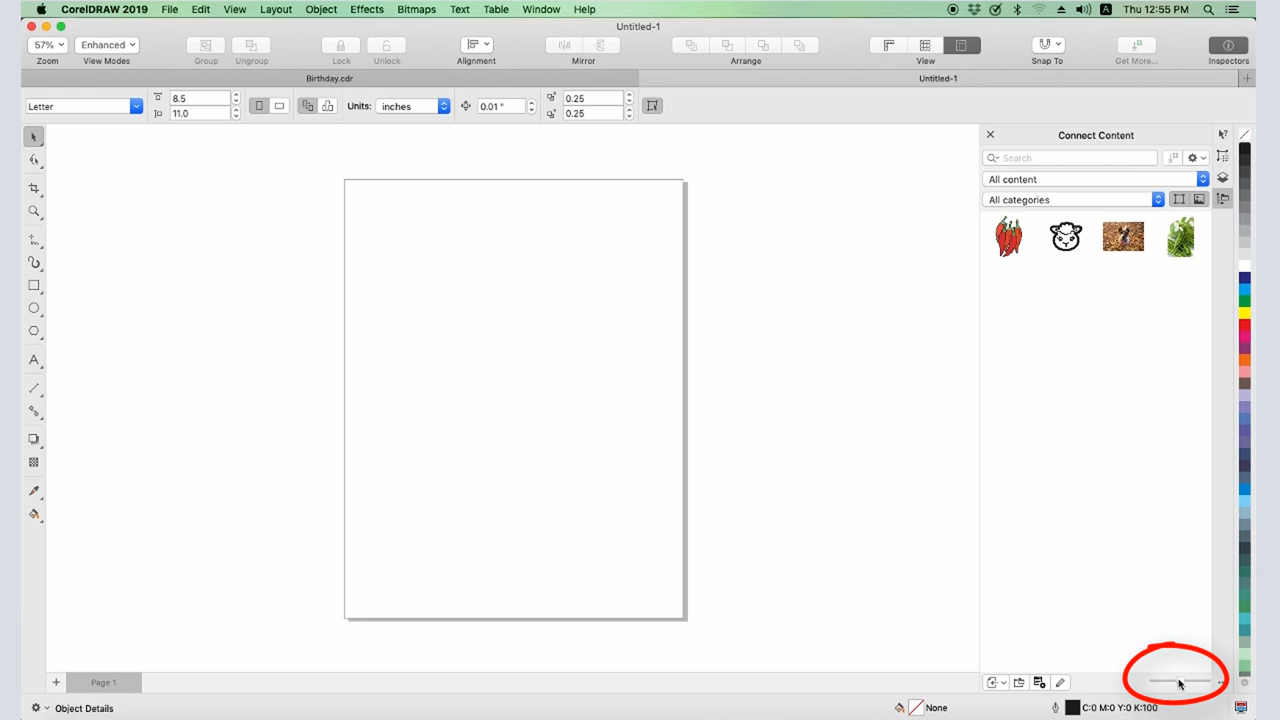 CorelDRAW 2019 File Edit View Layout Object Effects Bitmaps Text Table Window Help A Thu 12:55 PM
Untitled-1
57% Enhanced
Zoom View Modes Group Ungroup Lock Unlock Alignment Mirror Arrange View Snap To Get More... Inspectors
Birthday.cdr Untitled-1
Letter 8.5 Units: inches 0.01 " 0.25
11.0 0.25
Connect Content
Search
All content
All categories
A
Page 1
Object Details None C:0 M:0 Y:0 K:100